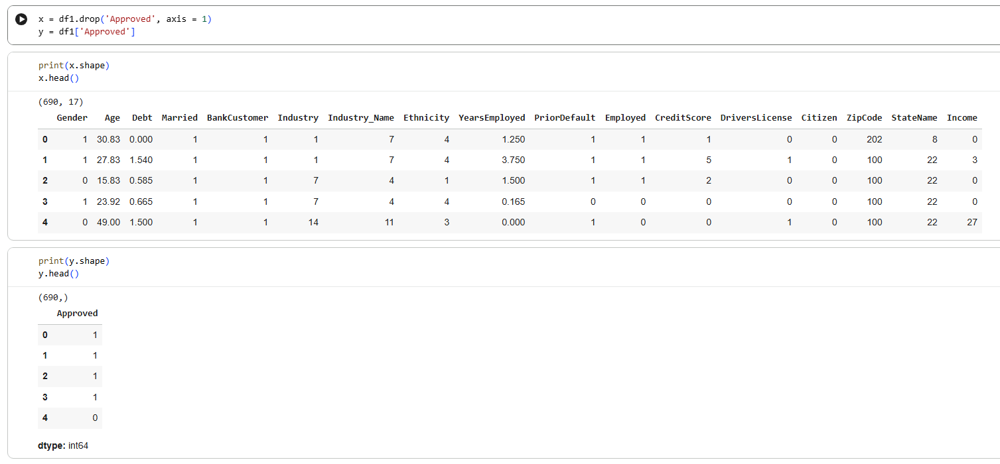 x = df1.drop('Approved', axis = 1)
y = df1['Approved']
print(x.shape)
x.head()
(690, 17)
Gender Age Debt Married BankCustomer Industry Industry_Name Ethnicity YearsEmployed PriorDefault Employed CreditScore DriversLicense Citizen ZipCode StateName Income
0 1 30.83 0.000 1 1 1 7 4 1.250 1 1 1 0 0 202 8 0
1 1 27.83 1.540 1 1 1 7 4 3.750 1 1 5 1 0 100 22 3
2 0 15.83 0.585 1 1 7 4 1 1.500 1 1 2 0 0 100 22 0
3 1 23.92 0.665 1 1 7 4 4 0.165 0 0 0 0 0 100 22 0
4 0 49.00 1.500 1 1 14 11 3 0.000 1 0 0 1 0 100 22 27
print(y.shape)
y.head()
(690,)
Approved
0 1
1 1
2 1
3 1
4 0
dtype: int64